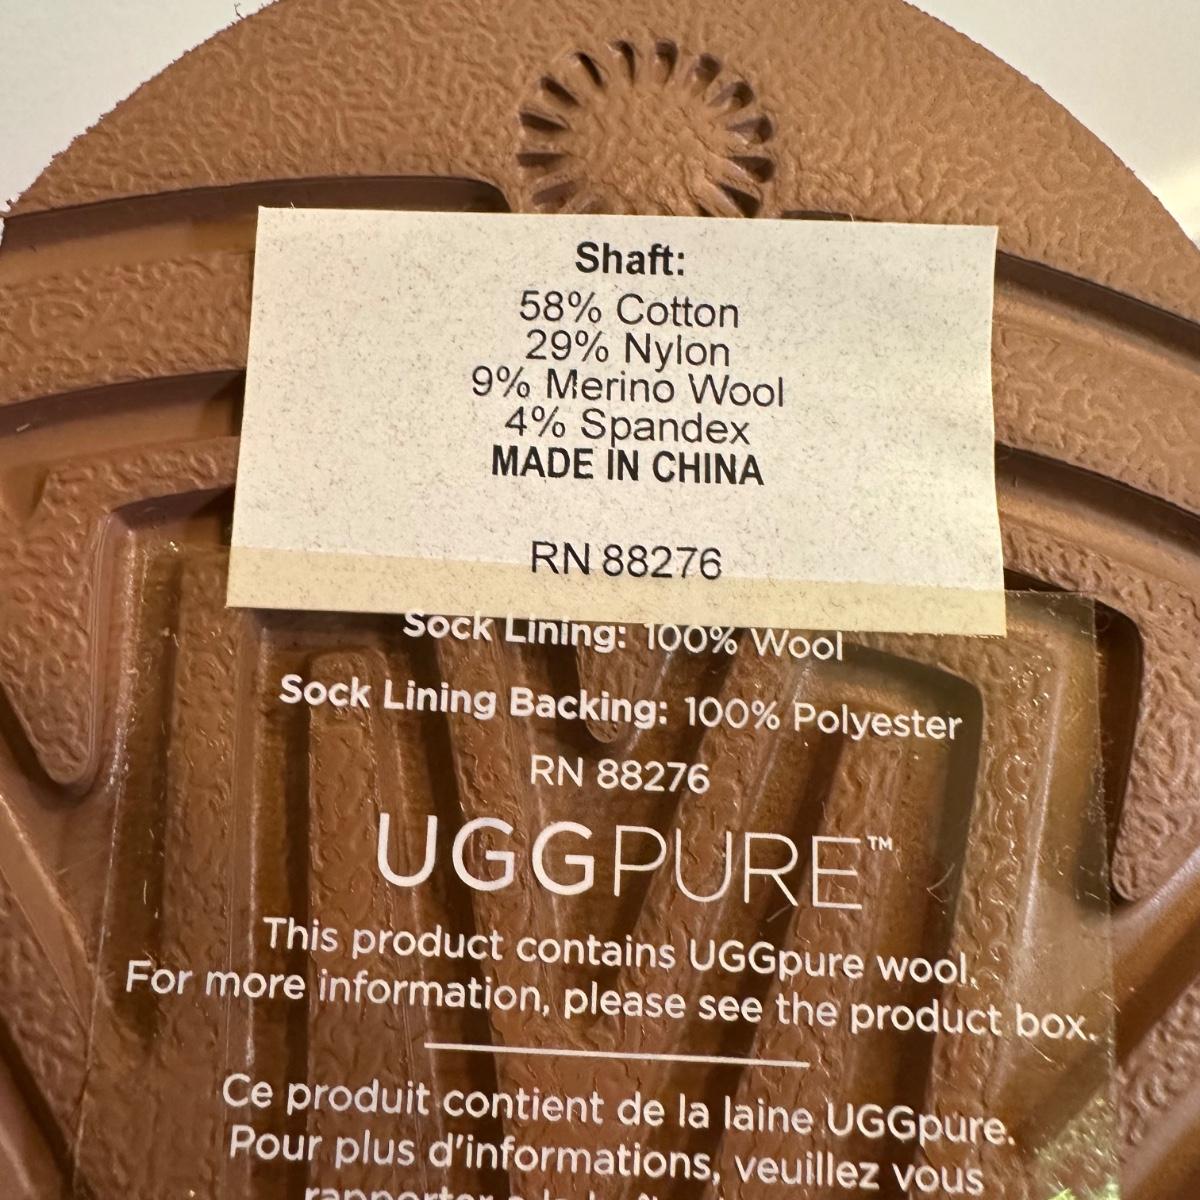 Shaft:
58% Cotton
29% Nylon
9% Merino Wool
4% Spandex
MADE IN CHINA
RN 88276
Sock Lining: 100% Wool
Sock Lining Backing: 100% Polyester
RN 88276
UGGPURE™
This product contains UGGpure wool.
For more information, please see the product box.
Ce produit contient de la laine UGGpure.
Pour plus d'informations, veuillez vous